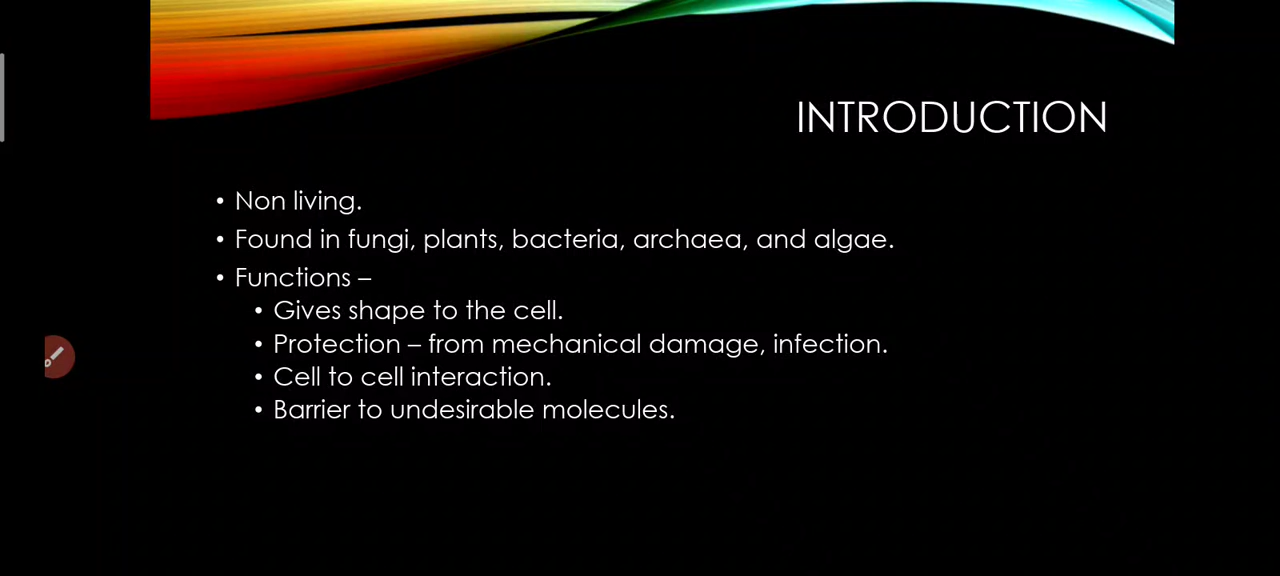 INTRODUCTION
• Non living.
• Found in fungi, plants, bacteria, archaea, and algae.
• Functions –
• Gives shape to the cell.
• Protection – from mechanical damage, infection.
• Cell to cell interaction.
• Barrier to undesirable molecules.